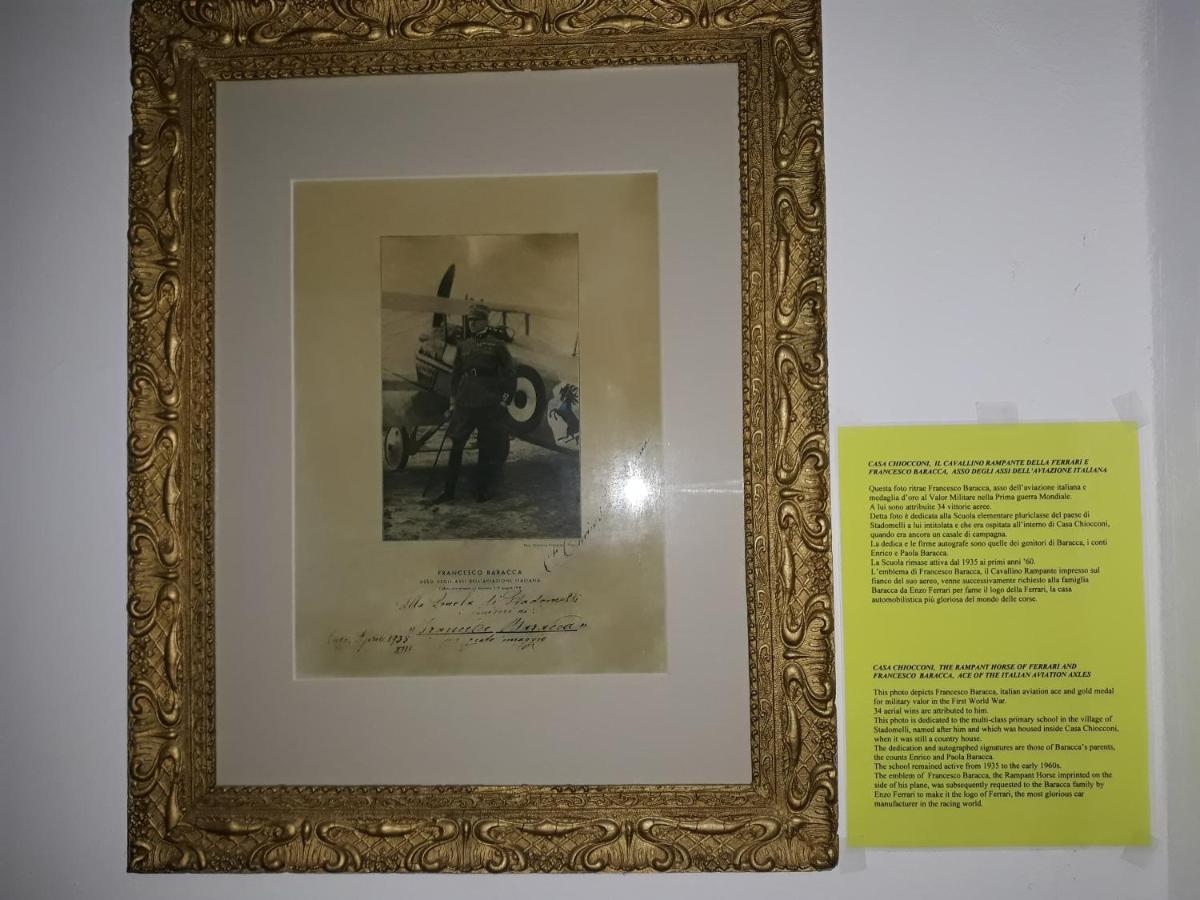 FRANCESCO BARACCA
ASSO DEGLI ASSI DELL'AVIAZIONE ITALIANA
alla Scuola di Stadomelli
"Francesco Baracca"
Lugo, Aprile 1935
XIII
CASA CHIOCCONI, IL CAVALLINO RAMPANTE DELLA FERRARI E
FRANCESCO BARACCA, ASSO DEGLI ASSI DELL'AVIAZIONE ITALIANA
Questa foto ritrae Francesco Baracca, asso dell'aviazione italiana e
medaglia d'oro al Valor Militare nella Prima guerra Mondiale.
A lui sono attribuite 34 vittorie aeree.
Detta foto è dedicata alla Scuola elementare pluriclasse del paese di
Stadomelli a lui intitolata e che era ospitata all'interno di Casa Chiocconi,
quando era ancora un casale di campagna.
La dedica e le firme autografe sono quelle dei genitori di Baracca, i conti
Enrico e Paola Baracca.
La Scuola rimase attiva dal 1935 ai primi anni '60.
L'emblema di Francesco Baracca, il Cavallino Rampante impresso sul
fianco del suo aereo, venne successivamente richiesto alla famiglia
Baracca da Enzo Ferrari per farne il logo della Ferrari, la casa
automobilistica più gloriosa del mondo delle corse.
CASA CHIOCCONI, THE RAMPANT HORSE OF FERRARI AND
FRANCESCO BARACCA, ACE OF THE ITALIAN AVIATION AXLES
This photo depicts Francesco Baracca, italian aviation ace and gold medal
for military valor in the First World War.
34 aerial wins are attributed to him.
This photo is dedicated to the multi-class primary school in the village of
Stadomelli, named after him and which was housed inside Casa Chiocconi,
when it was still a country house.
The dedication and autographed signatures are those of Baracca's parents,
the counts Enrico and Paola Baracca.
The school remained active from 1935 to the early 1960s.
The emblem of Francesco Baracca, the Rampant Horse imprinted on the
side of his plane, was subsequently requested to the Baracca family by
Enzo Ferrari to make it the logo of Ferrari, the most glorious car
manufacturer in the racing world.